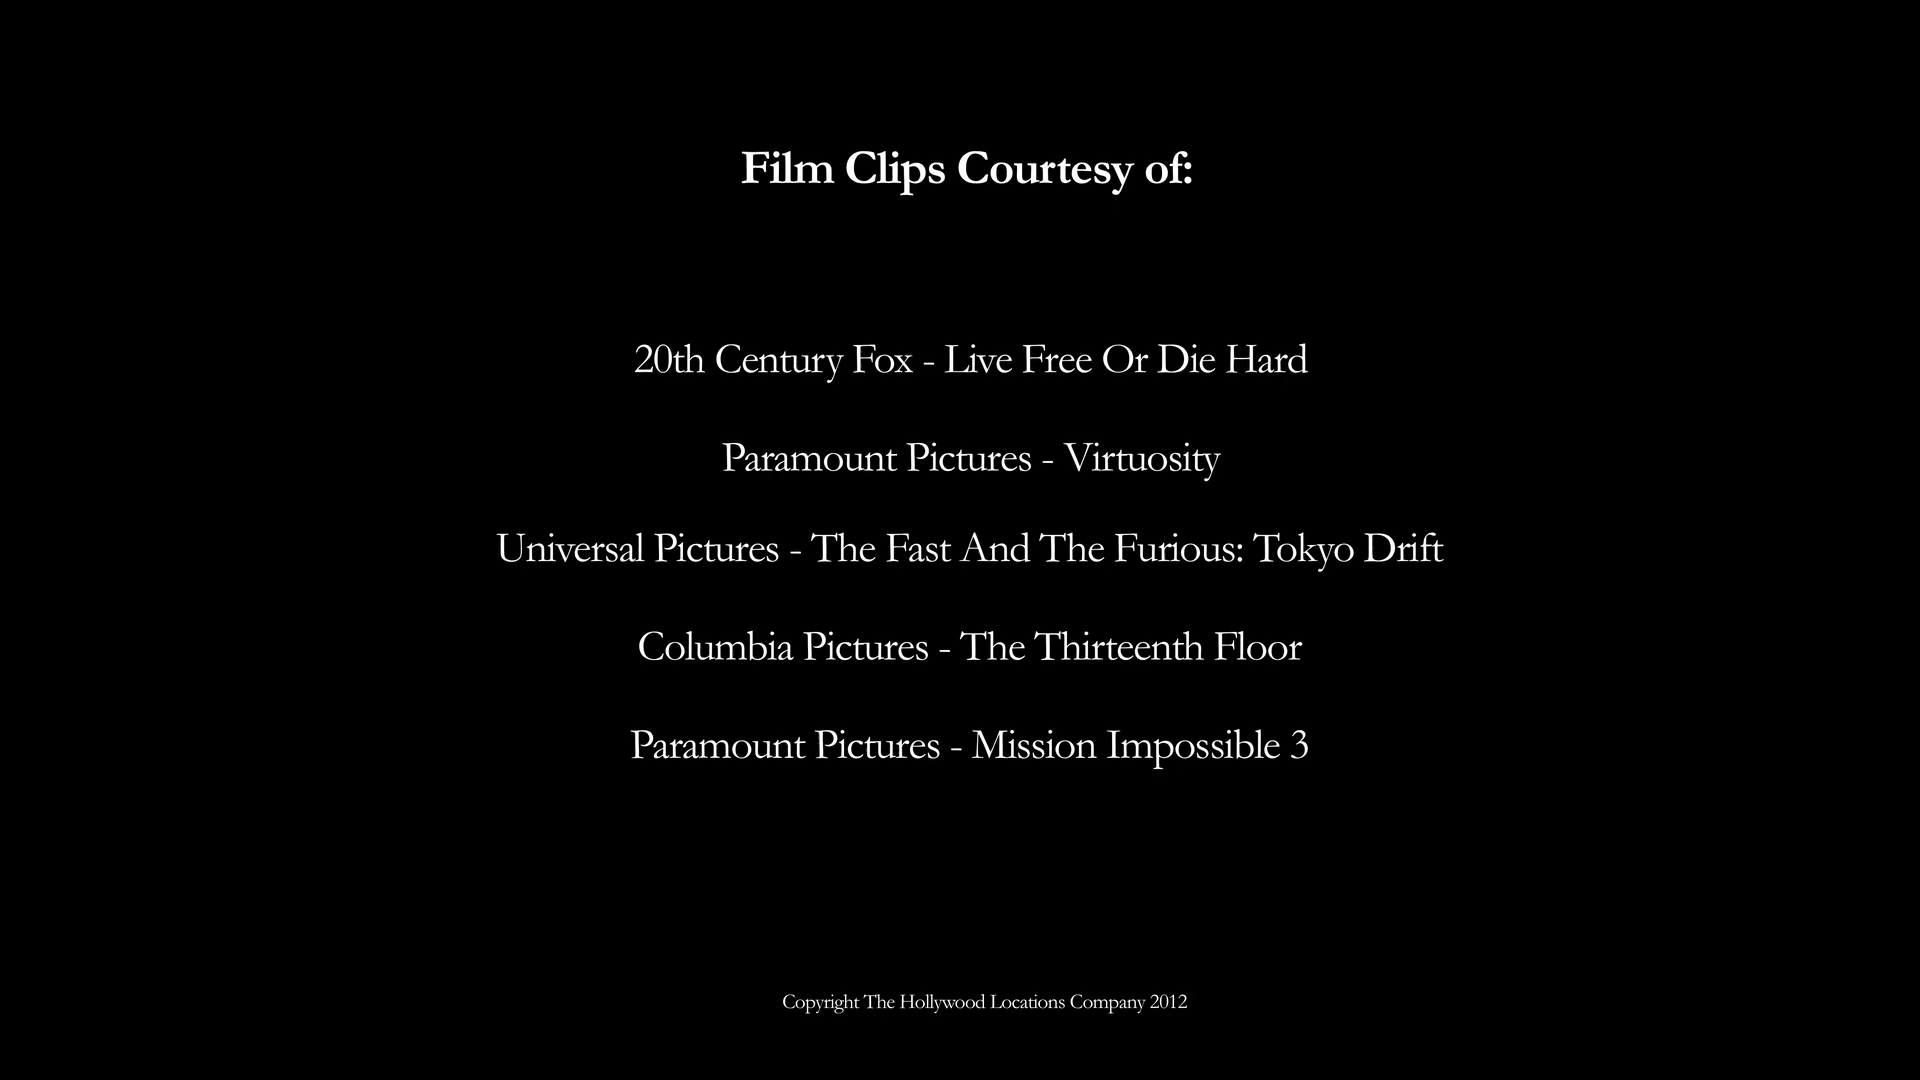 Film Clips Courtesy of:
20th Century Fox - Live Free Or Die Hard
Paramount Pictures - Virtuosity
Universal Pictures - The Fast And The Furious: Tokyo Drift
Columbia Pictures - The Thirteenth Floor
Paramount Pictures - Mission Impossible 3
Copyright The Hollywood Locations Company 2012